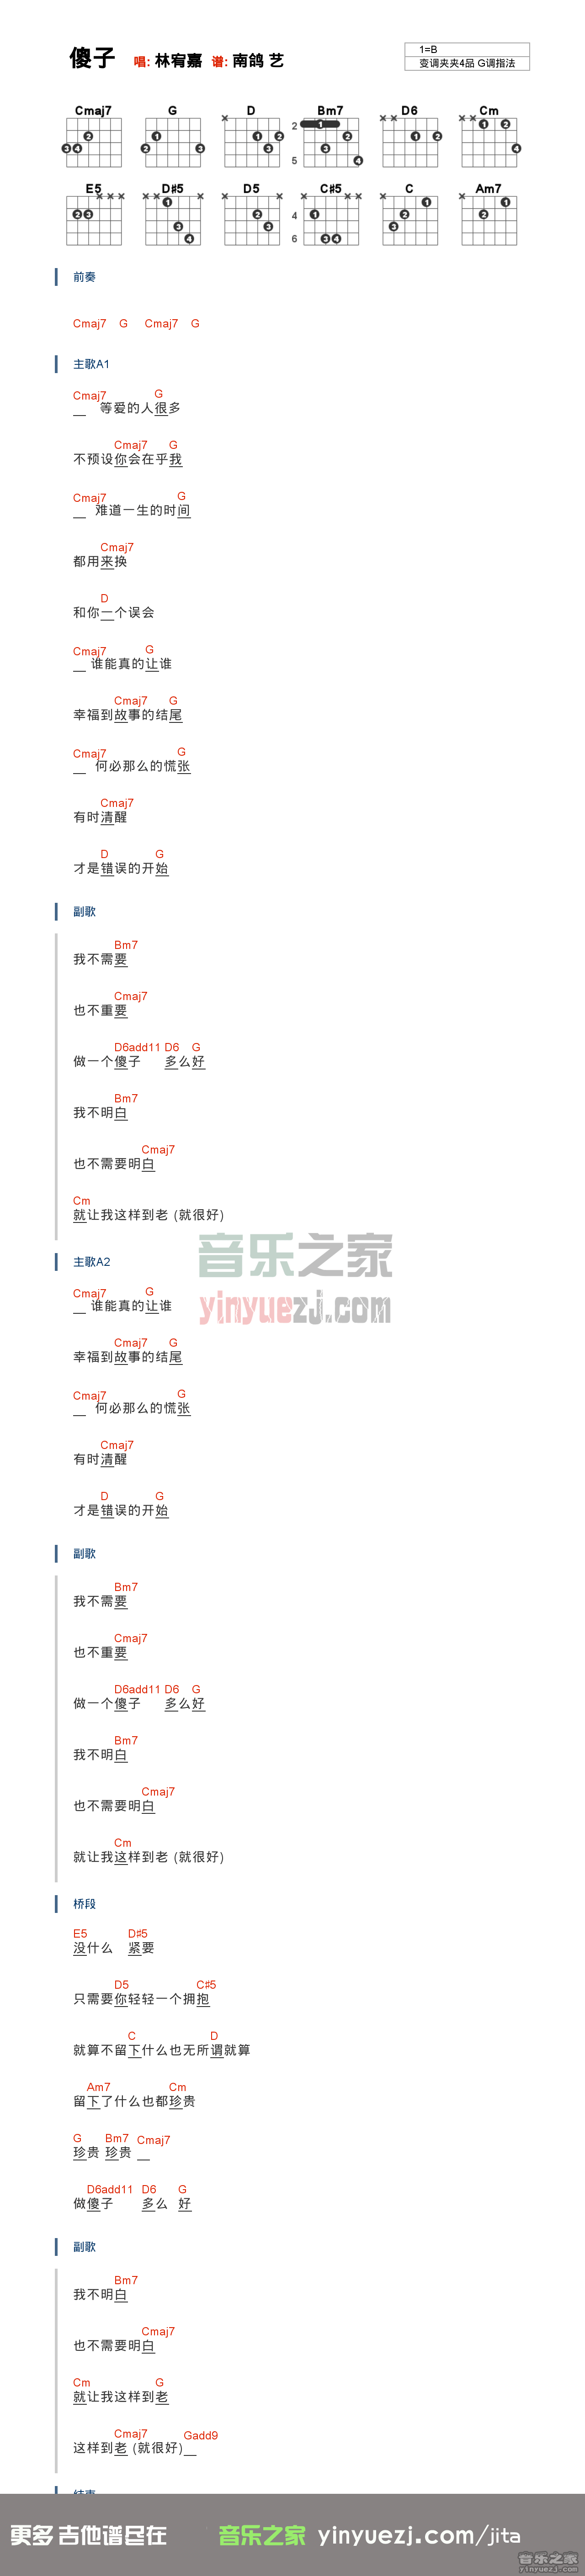 傻子 唱: 林宥嘉 谱: 南鸽 艺
1=B
变调夹夹4品 G调指法
Cmaj7 G D Bm7 D6 Cm
2
5
E5 D#5 D5 C#5 C Am7
4
6
前奏
Cmaj7 G Cmaj7 G
主歌A1
Cmaj7 G
__ 等爱的人很多
Cmaj7 G
不预设你会在乎我
Cmaj7 G
__ 难道一生的时间
Cmaj7
都用来换
D
和你一个误会
Cmaj7 G
__ 谁能真的让谁
Cmaj7 G
幸福到故事的结尾
Cmaj7 G
__ 何必那么的慌张
Cmaj7
有时清醒
D G
才是错误的开始
副歌
Bm7
我不需要
Cmaj7
也不重要
D6add11 D6 G
做一个傻子 多么好
Bm7
我不明白
Cmaj7
也不需要明白
Cm
就让我这样到老 (就很好)
音乐之家
yinyuezj.com
主歌A2
Cmaj7 G
__ 谁能真的让谁
Cmaj7 G
幸福到故事的结尾
Cmaj7 G
__ 何必那么的慌张
Cmaj7
有时清醒
D G
才是错误的开始
副歌
Bm7
我不需要
Cmaj7
也不重要
D6add11 D6 G
做一个傻子 多么好
Bm7
我不明白
Cmaj7
也不需要明白
Cm
就让我这样到老 (就很好)
桥段
E5 D#5
没什么 紧要
D5 C#5
只需要你轻轻一个拥抱
C D
就算不留下什么也无所谓就算
Am7 Cm
留下了什么也都珍贵
G Bm7 Cmaj7
珍贵 珍贵 __
D6add11 D6 G
做傻子 多么 好
副歌
Bm7
我不明白
Cmaj7
也不需要明白
Cm G
就让我这样到老
Cmaj7 Gadd9
这样到老 (就很好)__
更多 吉他谱尽在 音乐之家 yinyuezj.com/jita
音乐之家